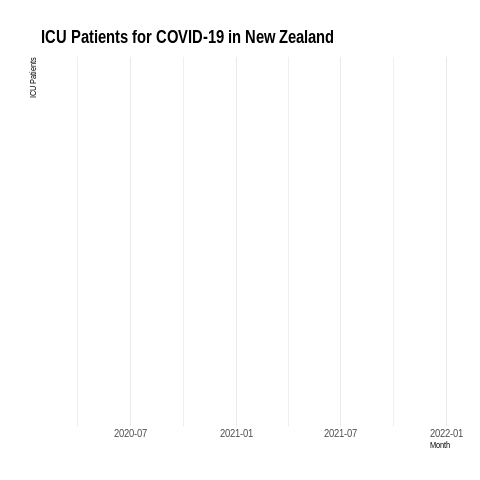 ICU Patients for COVID-19 in New Zealand
ICU Patients
2020-07 2021-01 2021-07 2022-01
Month